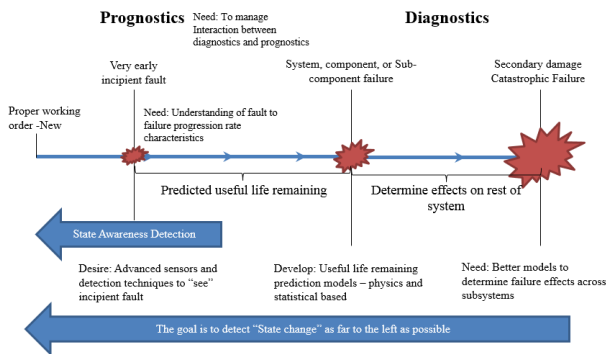 Prognostics
Need: To manage
Interaction between
diagnostics and prognostics
Diagnostics
Very early
incipient fault
System, component, or Sub-
component failure
Secondary damage
Catastrophic Failure
Proper working
order -New
Need: Understanding of fault to
failure progression rate
characteristics
Predicted useful life remaining
Determine effects on rest of
system
State Awareness Detection
Desire: Advanced sensors and
detection techniques to “see”
incipient fault
Develop: Useful life remaining
prediction models – physics and
statistical based
Need: Better models to
determine failure effects across
subsystems
The goal is to detect “State change” as far to the left as possible